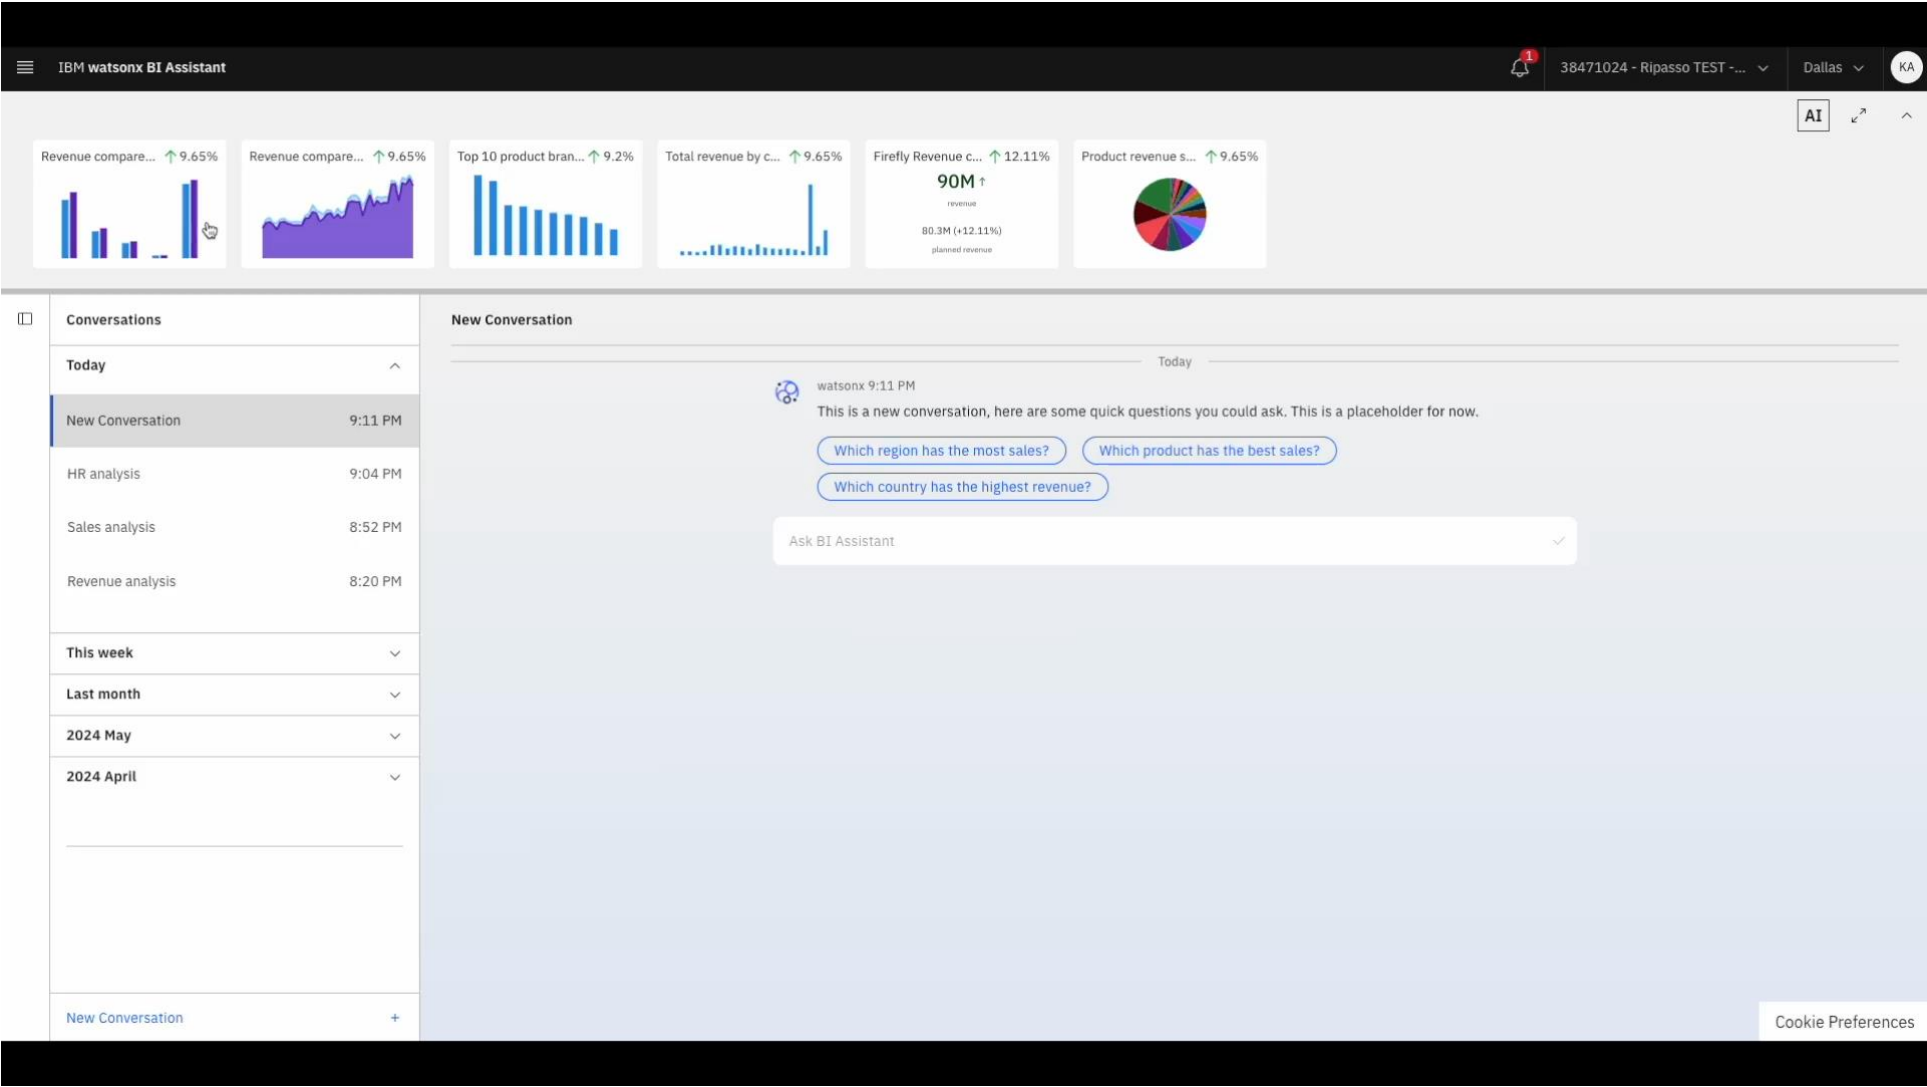 IBM watsonx BI Assistant
1
38471024 - Ripasso TEST -...
Dallas
KA
AI
Revenue compare... ↑ 9.65%
Revenue compare... ↑ 9.65%
Top 10 product bran... ↑ 9.2%
Total revenue by c... ↑ 9.65%
Firefly Revenue c... ↑ 12.11%
90M ↑
revenue
80.3M (+12.11%)
planned revenue
Product revenue s... ↑ 9.65%
Conversations
Today
New Conversation 9:11 PM
HR analysis 9:04 PM
Sales analysis 8:52 PM
Revenue analysis 8:20 PM
This week
Last month
2024 May
2024 April
New Conversation +
New Conversation
Today
watsonx 9:11 PM
This is a new conversation, here are some quick questions you could ask. This is a placeholder for now.
Which region has the most sales?
Which product has the best sales?
Which country has the highest revenue?
Ask BI Assistant
Cookie Preferences